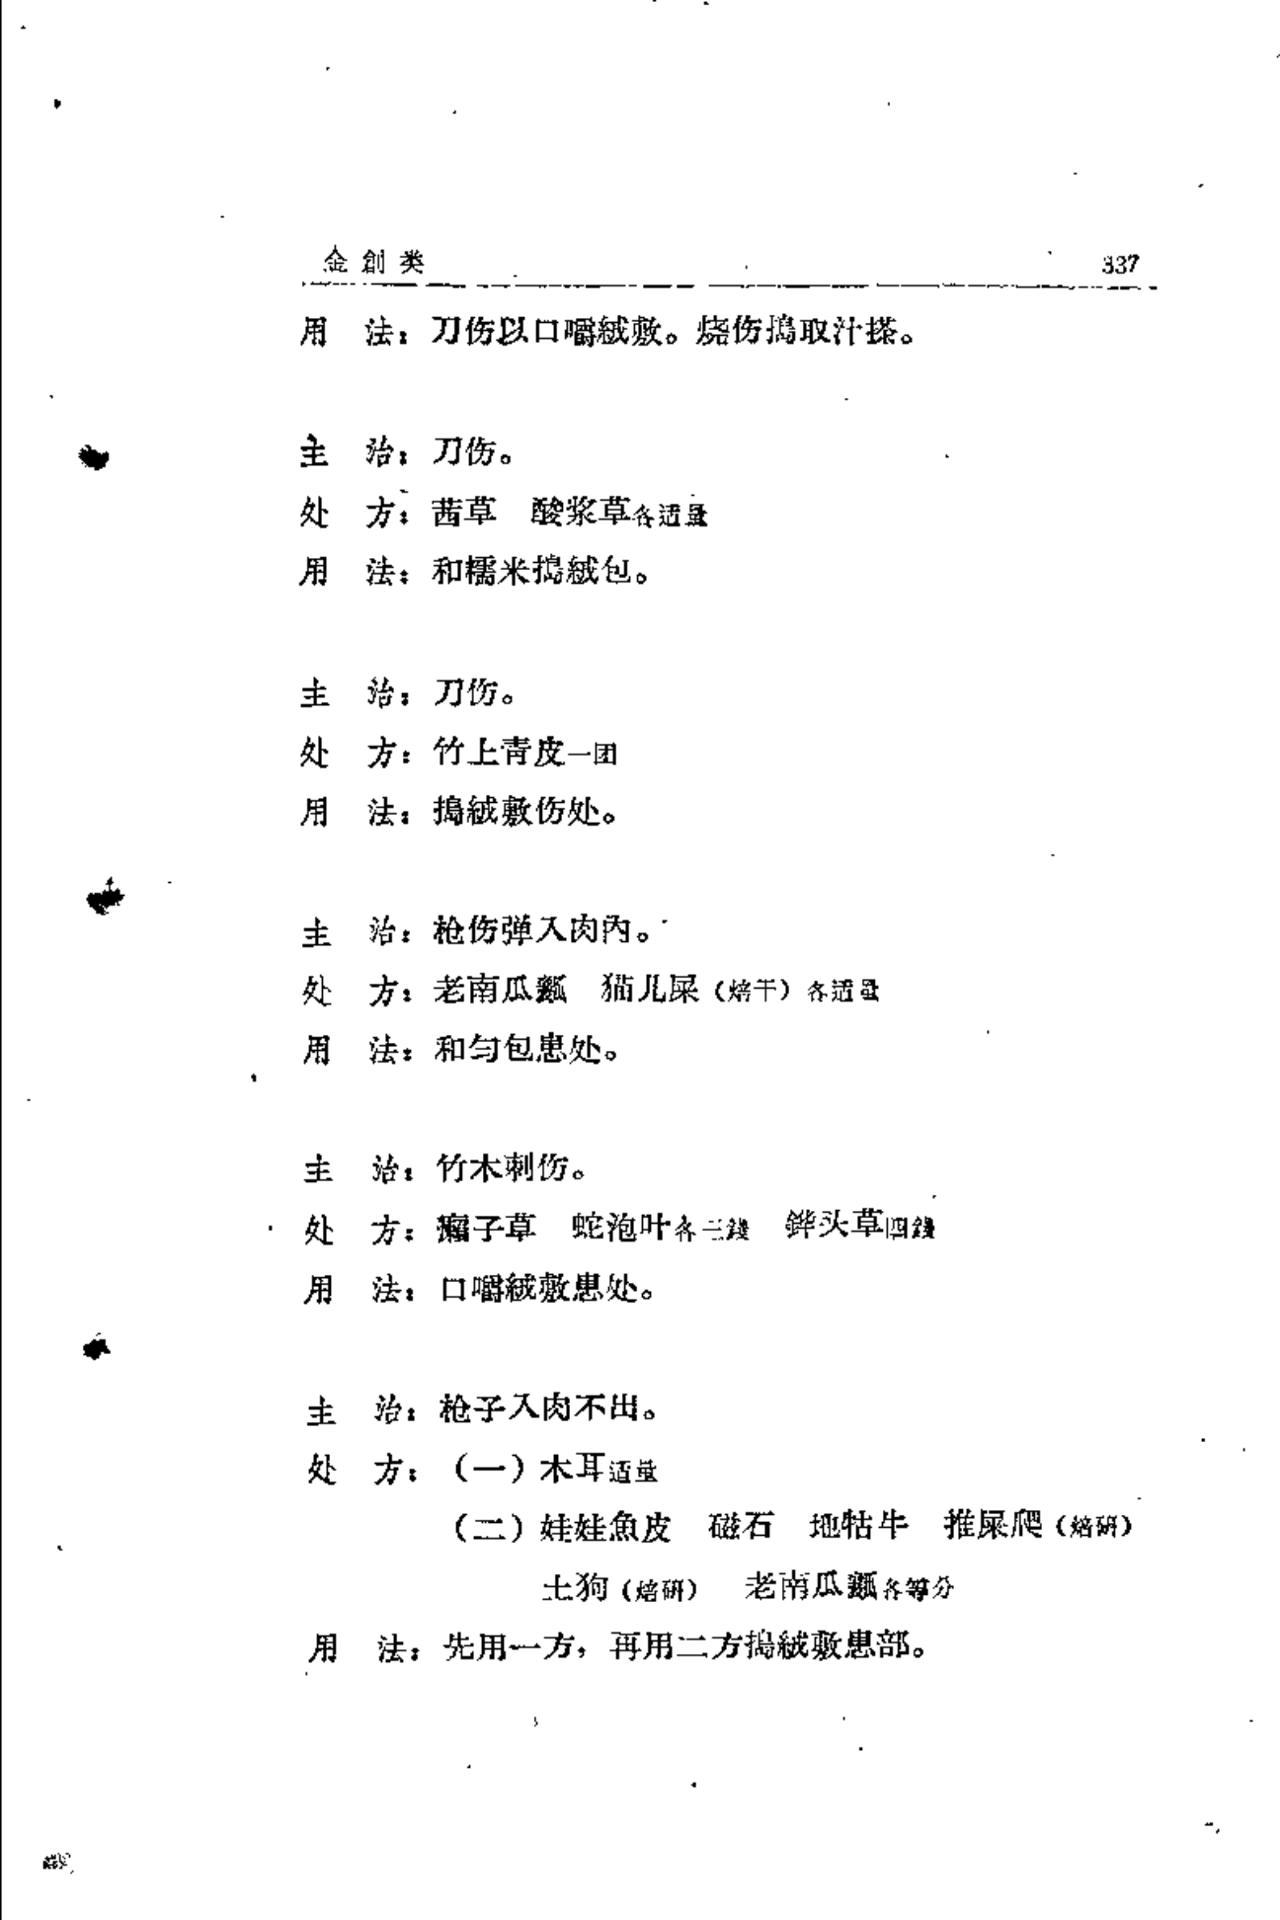 金創类 337
用 法：刀伤以口嚼絨敷。烧伤搗取汁搽。
主 治：刀伤。
处 方：茜草 酸浆草各适量
用 法：和糯米搗絨包。
主 治：刀伤。
处 方：竹上青皮一团
用 法：搗絨敷伤处。
主 治：枪伤弹入肉內。
处 方：老南瓜瓤 猫儿屎（焙干）各适量
用 法：和匀包患处。
主 治：竹木刺伤。
处 方：癞子草 蛇泡叶各三錢 鏵头草四錢
用 法：口嚼絨敷患处。
主 治：枪子入肉不出。
处 方：（一）木耳适量
（二）娃娃魚皮 磁石 地牯牛 推屎爬（焙研）
土狗（焙研） 老南瓜瓤各等分
用 法：先用一方，再用二方搗絨敷患部。